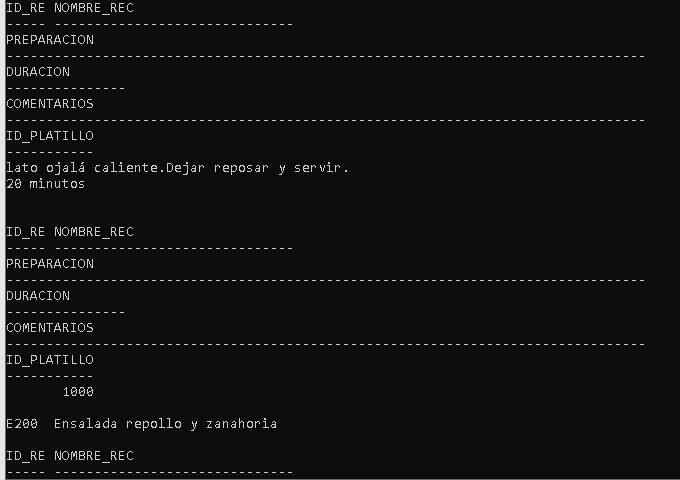 ID_RE NOMBRE_REC
----- ------------------------------
PREPARACION
--------------------------------------------------------------------------------
DURACION
---------------
COMENTARIOS
--------------------------------------------------------------------------------
ID_PLATILLO
-----------
lato ojalá caliente.Dejar reposar y servir.
20 minutos
ID_RE NOMBRE_REC
----- ------------------------------
PREPARACION
--------------------------------------------------------------------------------
DURACION
---------------
COMENTARIOS
--------------------------------------------------------------------------------
ID_PLATILLO
-----------
1000
E200  Ensalada repollo y zanahoria
ID_RE NOMBRE_REC
----- ------------------------------